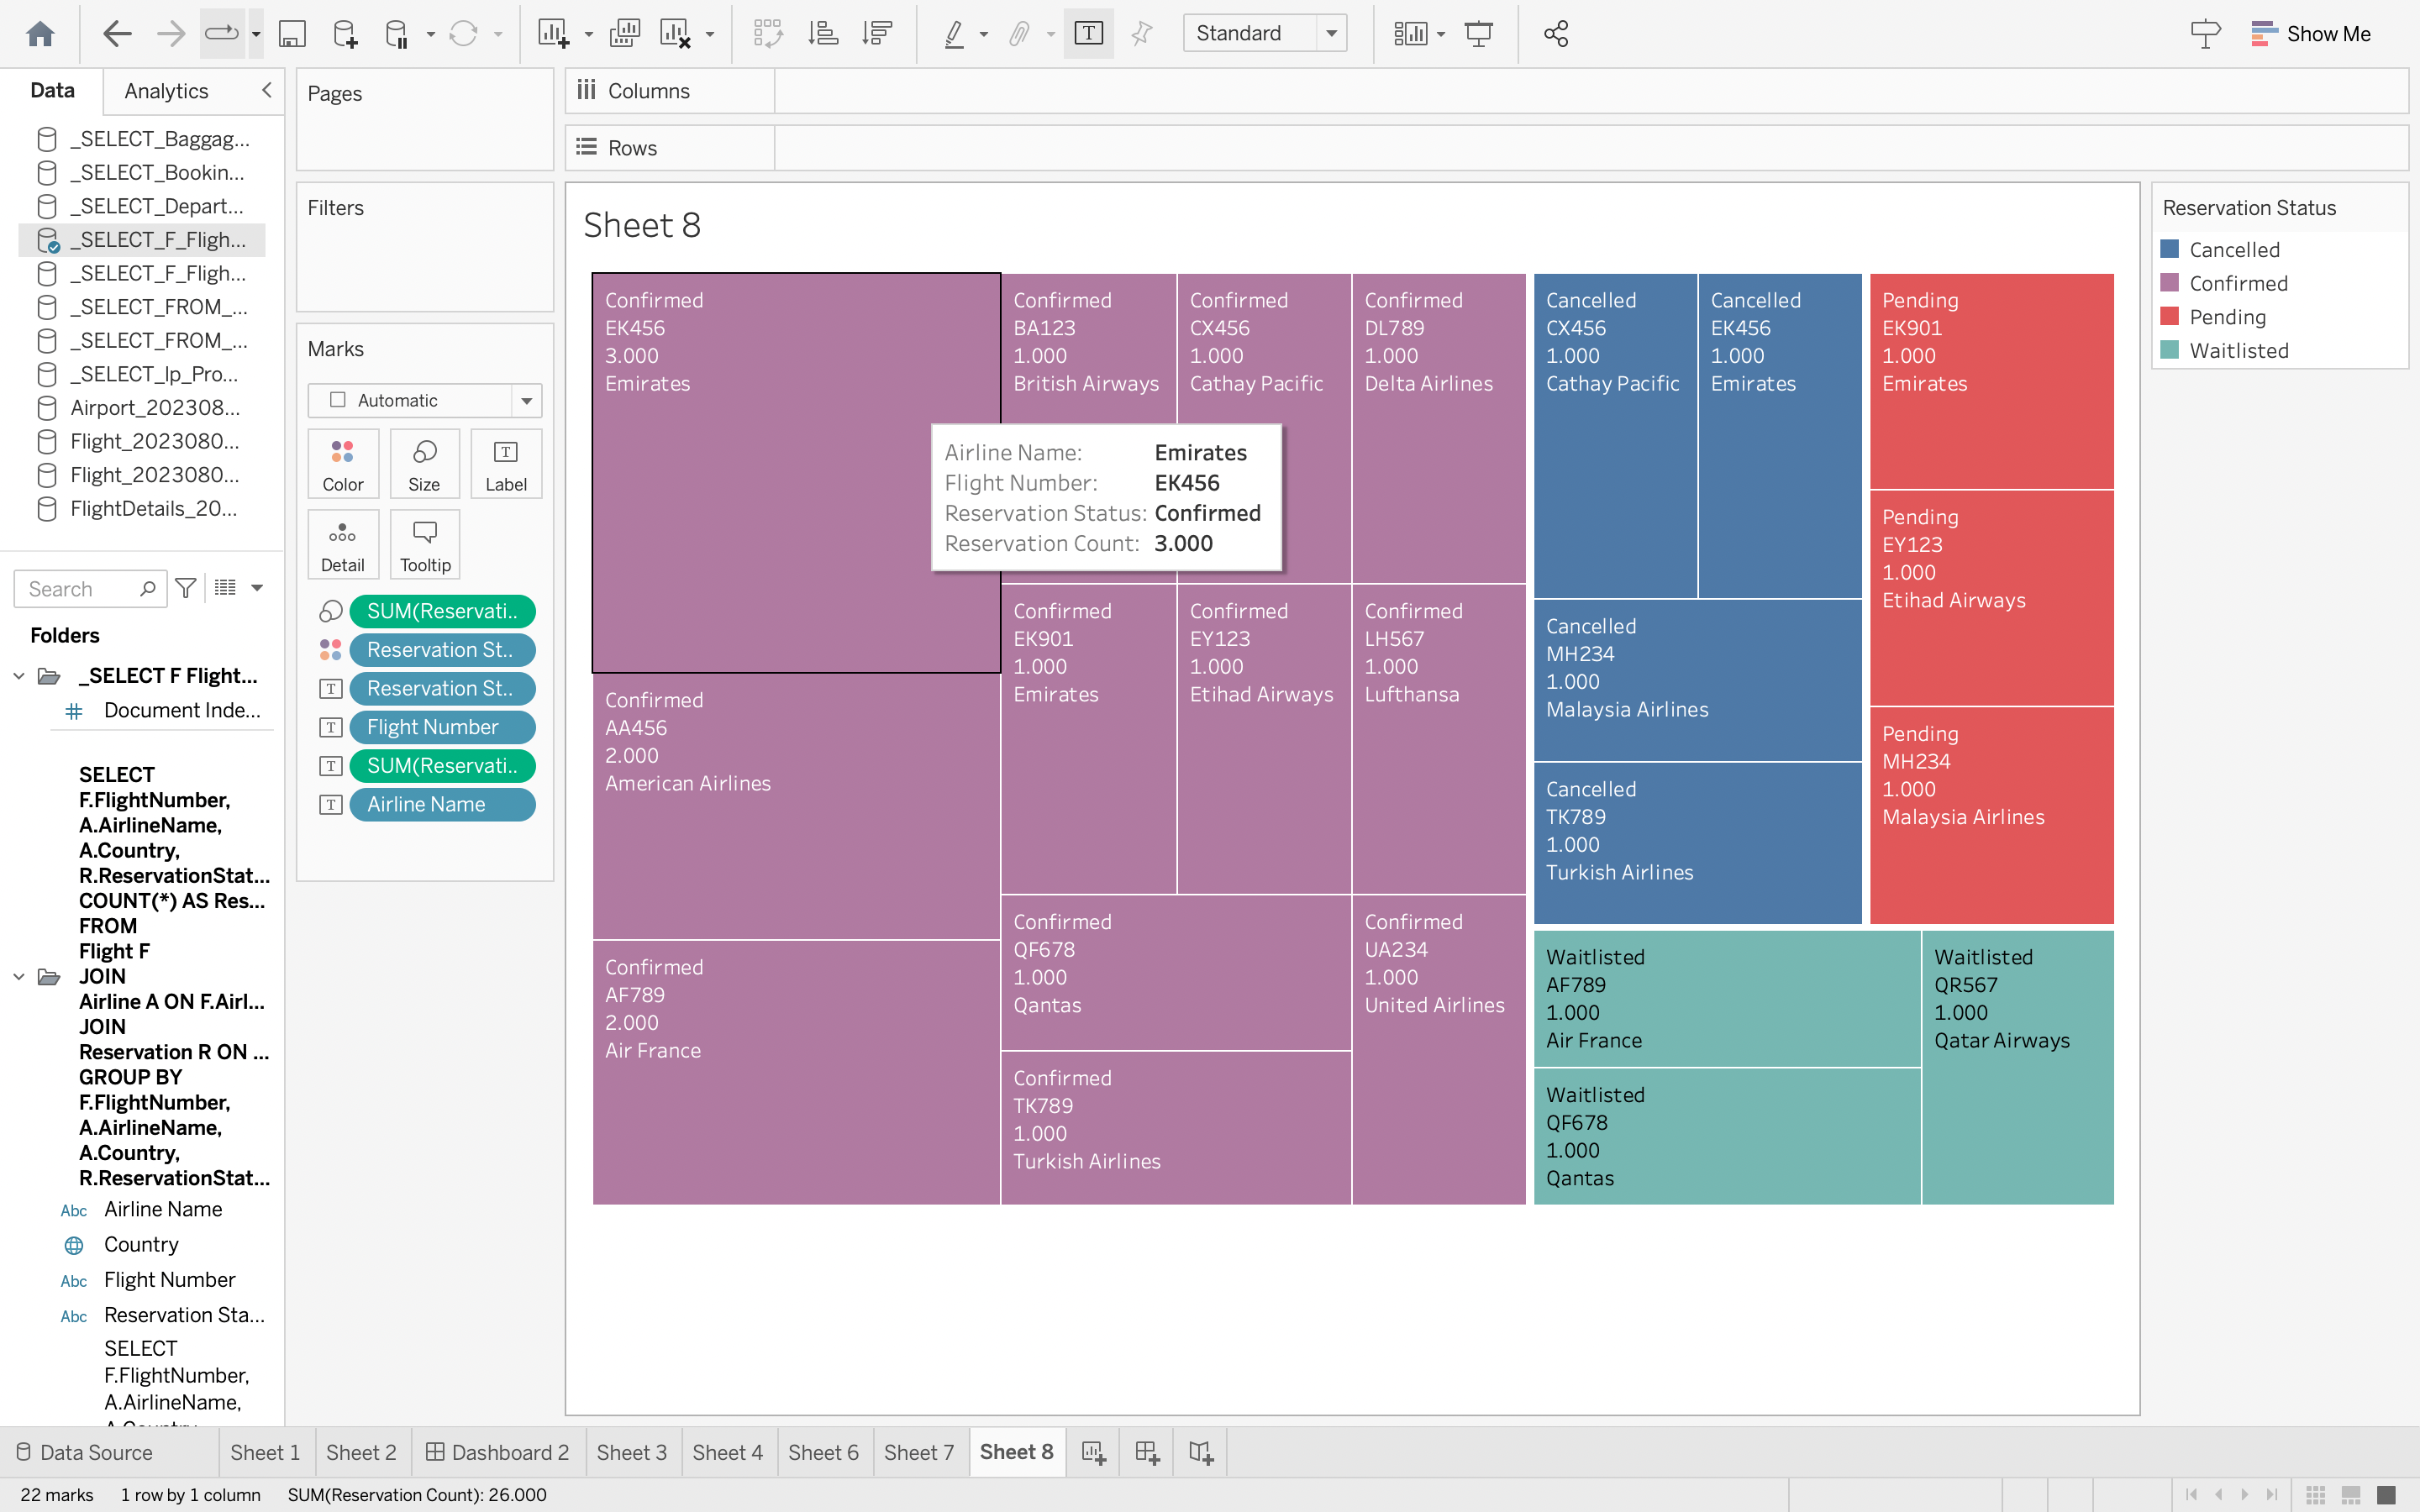 Standard
Show Me
Data
Analytics
_SELECT_Baggag...
_SELECT_Bookin...
_SELECT_Depart...
_SELECT_F_Fligh...
_SELECT_F_Fligh...
_SELECT_FROM_...
_SELECT_FROM_...
_SELECT_Ip_Pro...
Airport_202308...
Flight_2023080...
Flight_2023080...
FlightDetails_20...
Search
Folders
_SELECT F Flight...
Document Inde...
SELECT
F.FlightNumber,
A.AirlineName,
A.Country,
R.ReservationStat...
COUNT(*) AS Res...
FROM
Flight F
JOIN
Airline A ON F.Airl...
JOIN
Reservation R ON ...
GROUP BY
F.FlightNumber,
A.AirlineName,
A.Country,
R.ReservationStat...
Abc Airline Name
Country
Abc Flight Number
Abc Reservation Sta...
SELECT
F.FlightNumber,
A.AirlineName,
Pages
Filters
Marks
Automatic
Color
Size
Label
Detail
Tooltip
SUM(Reservati..
Reservation St..
Reservation St..
Flight Number
SUM(Reservati..
Airline Name
Columns
Rows
Sheet 8
Confirmed
EK456
3.000
Emirates
Confirmed
AA456
2.000
American Airlines
Confirmed
AF789
2.000
Air France
Confirmed
BA123
1.000
British Airways
Confirmed
CX456
1.000
Cathay Pacific
Confirmed
DL789
1.000
Delta Airlines
Airline Name: Emirates
Flight Number: EK456
Reservation Status: Confirmed
Reservation Count: 3.000
Confirmed
EK901
1.000
Emirates
Confirmed
EY123
1.000
Etihad Airways
Confirmed
LH567
1.000
Lufthansa
Confirmed
QF678
1.000
Qantas
Confirmed
TK789
1.000
Turkish Airlines
Confirmed
UA234
1.000
United Airlines
Cancelled
CX456
1.000
Cathay Pacific
Cancelled
EK456
1.000
Emirates
Cancelled
MH234
1.000
Malaysia Airlines
Cancelled
TK789
1.000
Turkish Airlines
Pending
EK901
1.000
Emirates
Pending
EY123
1.000
Etihad Airways
Pending
MH234
1.000
Malaysia Airlines
Waitlisted
AF789
1.000
Air France
Waitlisted
QF678
1.000
Qantas
Waitlisted
QR567
1.000
Qatar Airways
Reservation Status
Cancelled
Confirmed
Pending
Waitlisted
Data Source
Sheet 1
Sheet 2
Dashboard 2
Sheet 3
Sheet 4
Sheet 6
Sheet 7
Sheet 8
22 marks
1 row by 1 column
SUM(Reservation Count): 26.000